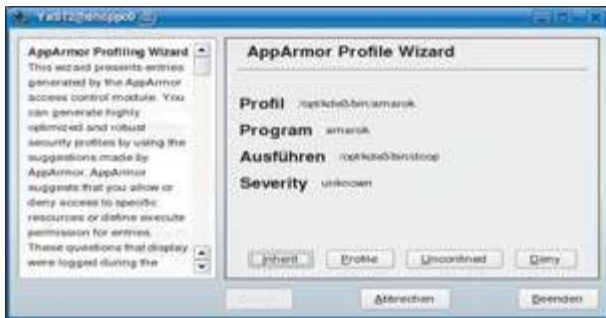 YaST2@shoppo0
AppArmor Profiling Wizard
This wizard presents entries
generated by the AppArmor
access control module. You
can generate highly
optimized and robust
security profiles by using the
suggestions made by
AppArmor. AppArmor
suggests that you allow or
deny access to specific
resources or define execute
permission for entries.
These questions that display
were logged during the
AppArmor Profile Wizard
Profil /opt/kde3/bin/amarok
Program amarok
Ausführen /opt/kde3/bin/dcop
Severity unknown
Inherit Profile Unconfined Deny
Abbrechen Beenden